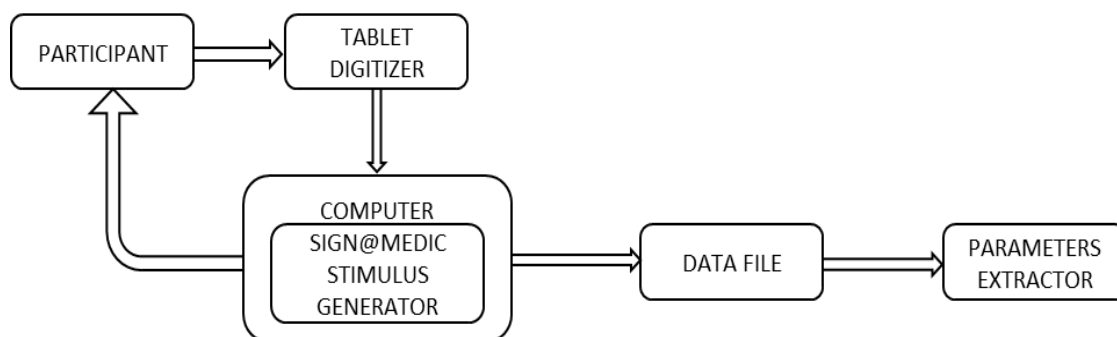 PARTICIPANT
TABLET
DIGITIZER
COMPUTER
SIGN@MEDIC
STIMULUS
GENERATOR
DATA FILE
PARAMETERS
EXTRACTOR